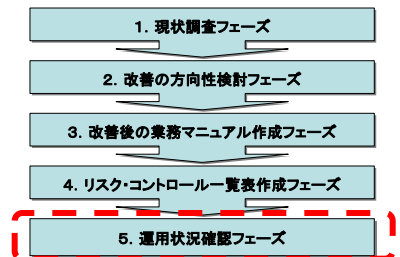 1．現状調査フェーズ
2．改善の方向性検討フェーズ
3．改善後の業務マニュアル作成フェーズ
4．リスク・コントロール一覧表作成フェーズ
5．運用状況確認フェーズ